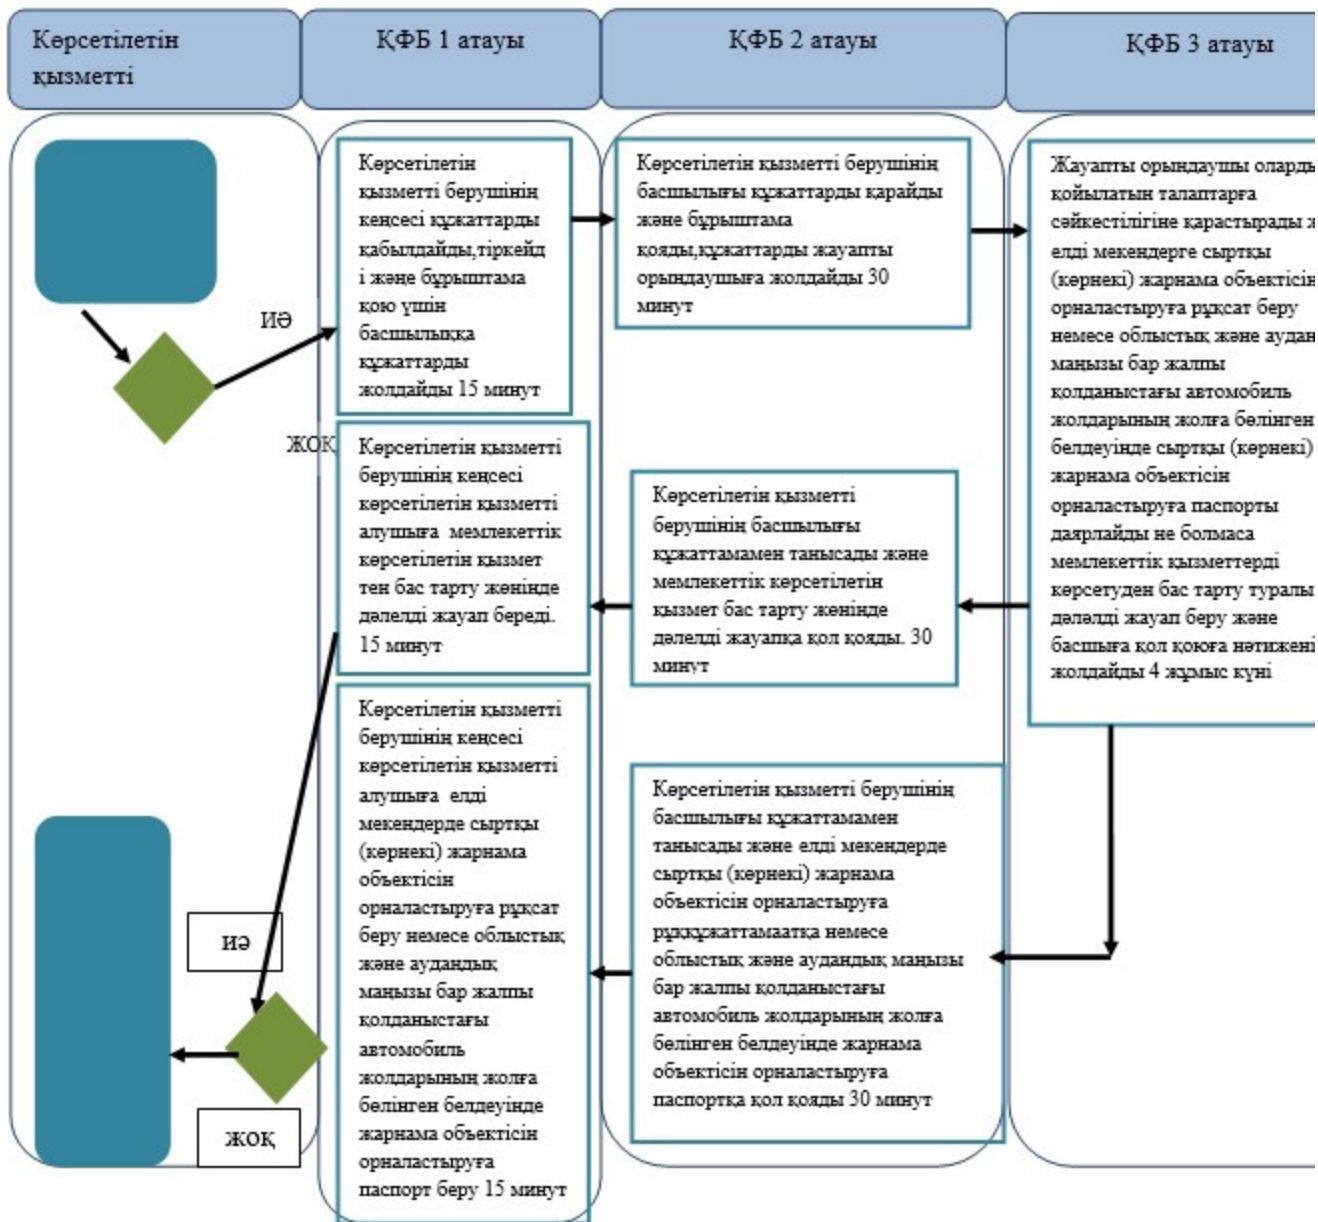 Көрсетілетін
қызметті
ҚФБ 1 атауы
ҚФБ 2 атауы
ҚФБ 3 атауы
Көрсетілетін
қызметті берушінің
кеңсесі құжаттарды
қабылдайды,тіркейд
і және бұрыштама
қою үшін
басшылыққа
құжаттарды
жолдайды 15 минут
Көрсетілетін қызметті берушінің
басшылығы құжаттарды қарайды
және бұрыштама
қояды,құжаттарды жауапты
орындаушыға жолдайды 30
минут
Жауапты орындаушы
қойылатын талаптарға
сәйкестілігіне қарастырады
елді мекендерге сыртқы
(көрнекі) жарнама
орналастыруға рұқсат беру
немесе облыстық және
маңызы бар жалпы
қолданыстағы автомобиль
жолдарының жолға бөлінген
белдеуінде сыртқы (көрнекі)
жарнама объектісін
орналастыруға паспорты
даярлайды не болмаса
мемлекеттік қызметтерді
көрсетуден бас тарту туралы
дәләлді жауап беру және
басшыға қол қоюға
жолдайды 4 жұмыс күні
ИӘ
ЖОҚ
Көрсетілетін қызметті
берушінің кеңсесі
көрсетілетін қызметті
алушыға мемлекеттік
көрсетілетін қызмет
тен бас тарту жөнінде
дәлелді жауап береді.
15 минут
Көрсетілетін қызметті
берушінің басшылығы
құжаттамамен танысады және
мемлекеттік көрсетілетін
қызмет бас тарту жөнінде
дәлелді жауапқа қол қояды. 30
минут
Көрсетілетін қызметті
берушінің кеңсесі
көрсетілетін қызметті
алушыға елді
мекендерде сыртқы
(көрнекі) жарнама
объектісін
орналастыруға рұқсат
беру немесе облыстық
және аудандық
маңызы бар жалпы
қолданыстағы
автомобиль
жолдарының жолға
бөлінген белдеуінде
жарнама объектісін
орналастыруға
паспорт беру 15 минут
Көрсетілетін қызметті берушінің
басшылығы құжаттамамен
танысады және елді мекендерде
сыртқы (көрнекі) жарнама
объектісін орналастыруға
рұққұжаттамаатқа немесе
облыстық және аудандық маңызы
бар жалпы қолданыстағы
автомобиль жолдарының жолға
бөлінген белдеуінде жарнама
объектісін орналастыруға
паспортқа қол қояды 30 минут
иә
жоқ